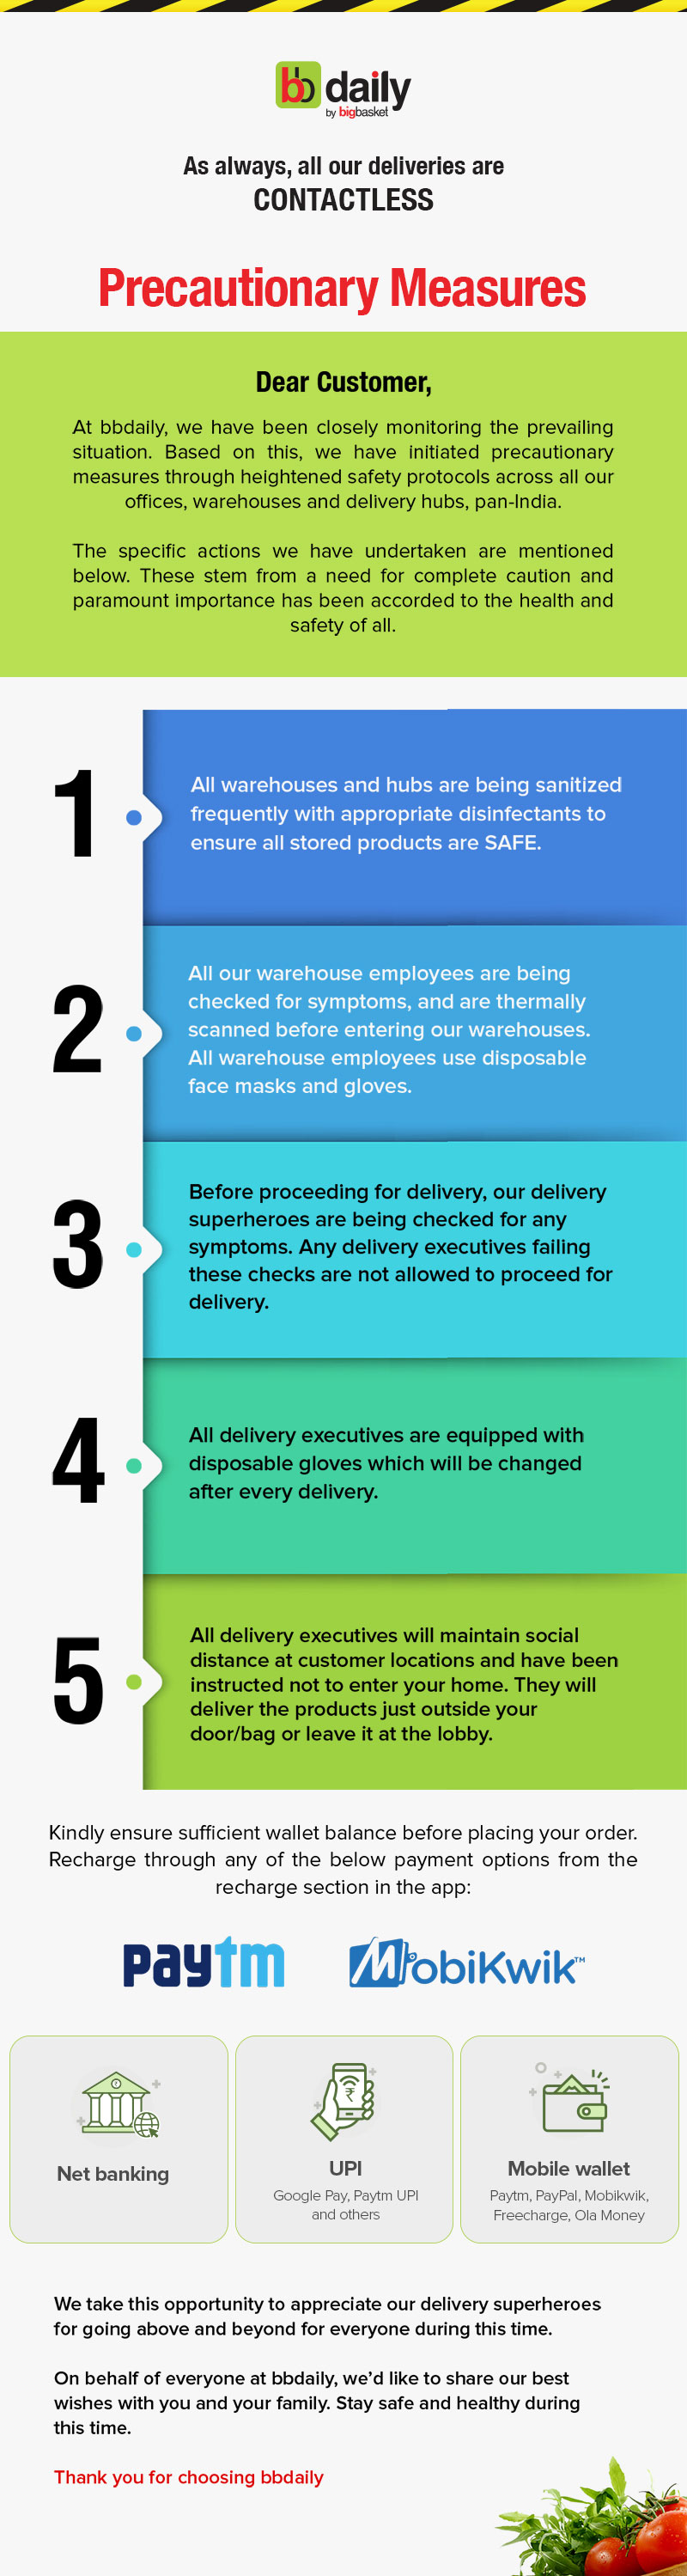 bb daily
by bigbasket
As always, all our deliveries are
CONTACTLESS
Precautionary Measures
Dear Customer,
At bbdaily, we have been closely monitoring the prevailing
situation. Based on this, we have initiated precautionary
measures through heightened safety protocols across all our
offices, warehouses and delivery hubs, pan-India.
The specific actions we have undertaken are mentioned
below. These stem from a need for complete caution and
paramount importance has been accorded to the health and
safety of all.
1
All warehouses and hubs are being sanitized
frequently with appropriate disinfectants to
ensure all stored products are SAFE.
2
All our warehouse employees are being
checked for symptoms, and are thermally
scanned before entering our warehouses.
All warehouse employees use disposable
face masks and gloves.
3
Before proceeding for delivery, our delivery
superheroes are being checked for any
symptoms. Any delivery executives failing
these checks are not allowed to proceed for
delivery.
4
All delivery executives are equipped with
disposable gloves which will be changed
after every delivery.
5
All delivery executives will maintain social
distance at customer locations and have been
instructed not to enter your home. They will
deliver the products just outside your
door/bag or leave it at the lobby.
Kindly ensure sufficient wallet balance before placing your order.
Recharge through any of the below payment options from the
recharge section in the app:
paytm
MobiKwik™
₹
Net banking
₹
UPI
Google Pay, Paytm UPI
and others
Mobile wallet
Paytm, PayPal, Mobikwik,
Freecharge, Ola Money
We take this opportunity to appreciate our delivery superheroes
for going above and beyond for everyone during this time.
On behalf of everyone at bbdaily, we'd like to share our best
wishes with you and your family. Stay safe and healthy during
this time.
Thank you for choosing bbdaily